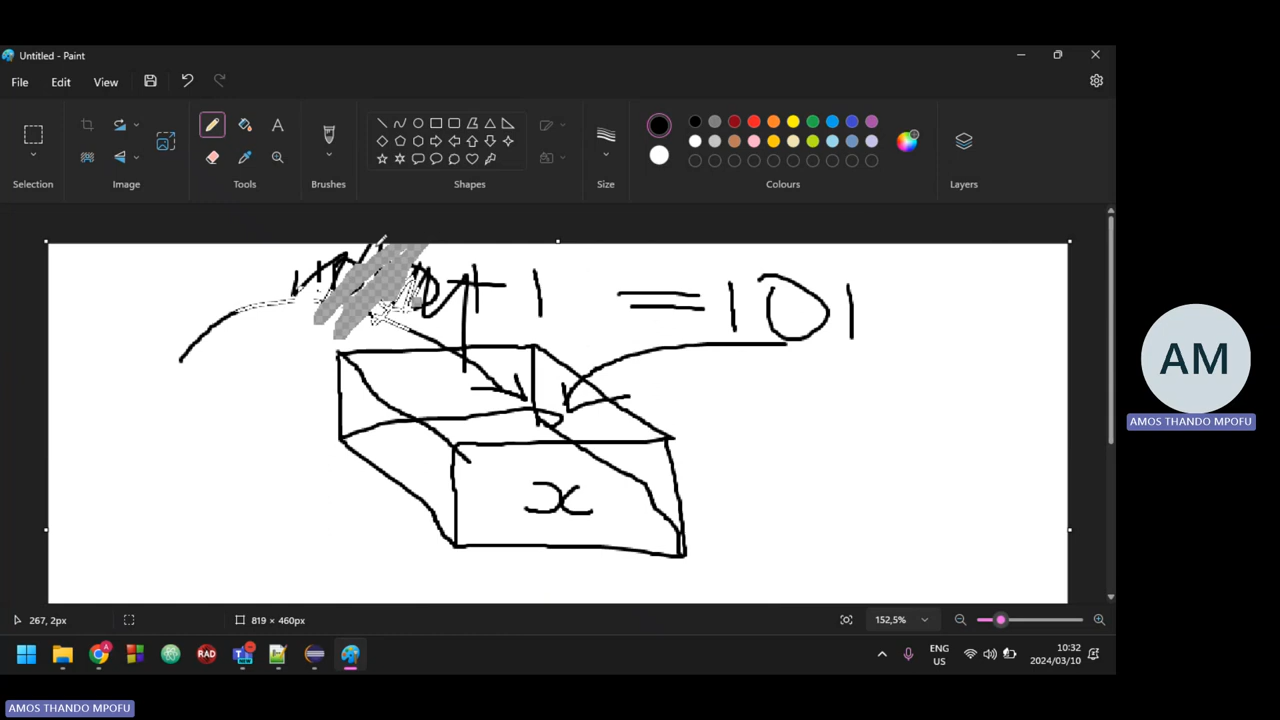 Untitled - Paint
File Edit View
A
Selection Image Tools Brushes Shapes Size Colours Layers
+ 1 = 101
x
AM
AMOS THANDO MPOFU
267, 2px 819 × 460px 152,5%
RAD
ENG
US
10:32
2024/03/10
AMOS THANDO MPOFU